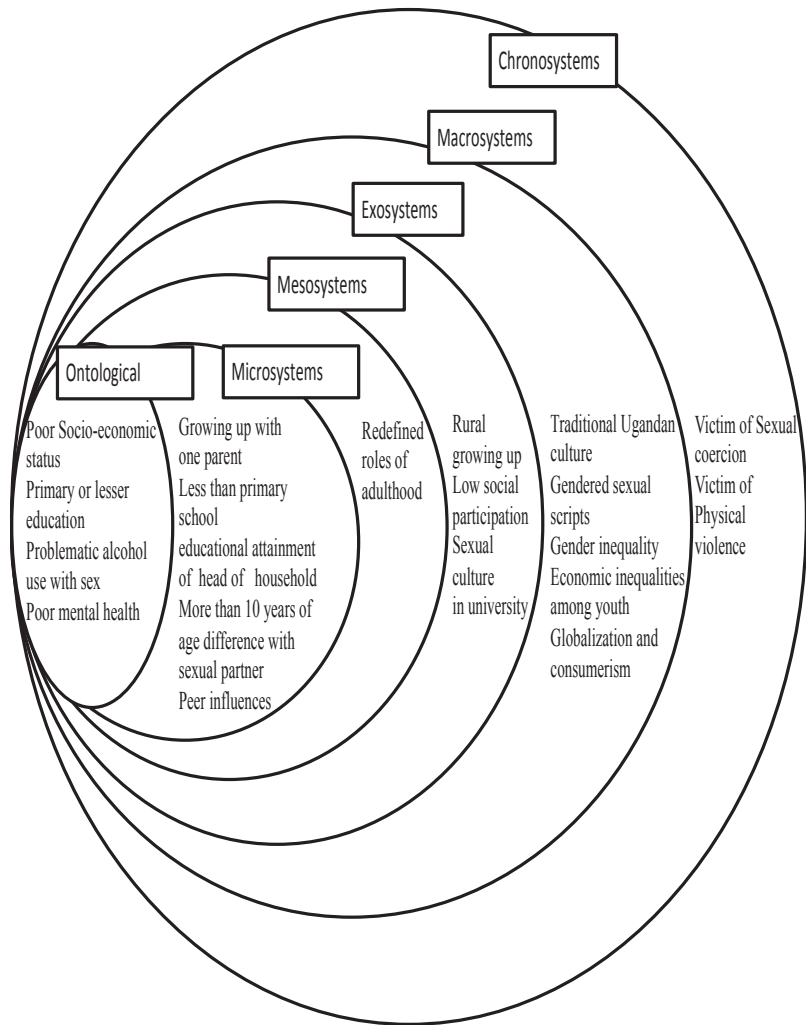 Chronosystems
Macrosystems
Exosystems
Mesosystems
Ontological
Microsystems
Poor Socio-economic
status
Primary or lesser
education
Problematic alcohol
use with sex
Poor mental health
Growing up with
one parent
Less than primary
school
educational attainment
of head of household
More than 10 years of
age difference with
sexual partner
Peer influences
Redefined
roles of
adulthood
Rural
growing up
Low social
participation
Sexual
culture
in university
Traditional Ugandan
culture
Gendered sexual
scripts
Gender inequality
Economic inequalities
among youth
Globalization and
consumerism
Victim of Sexual
coercion
Victim of
Physical
violence